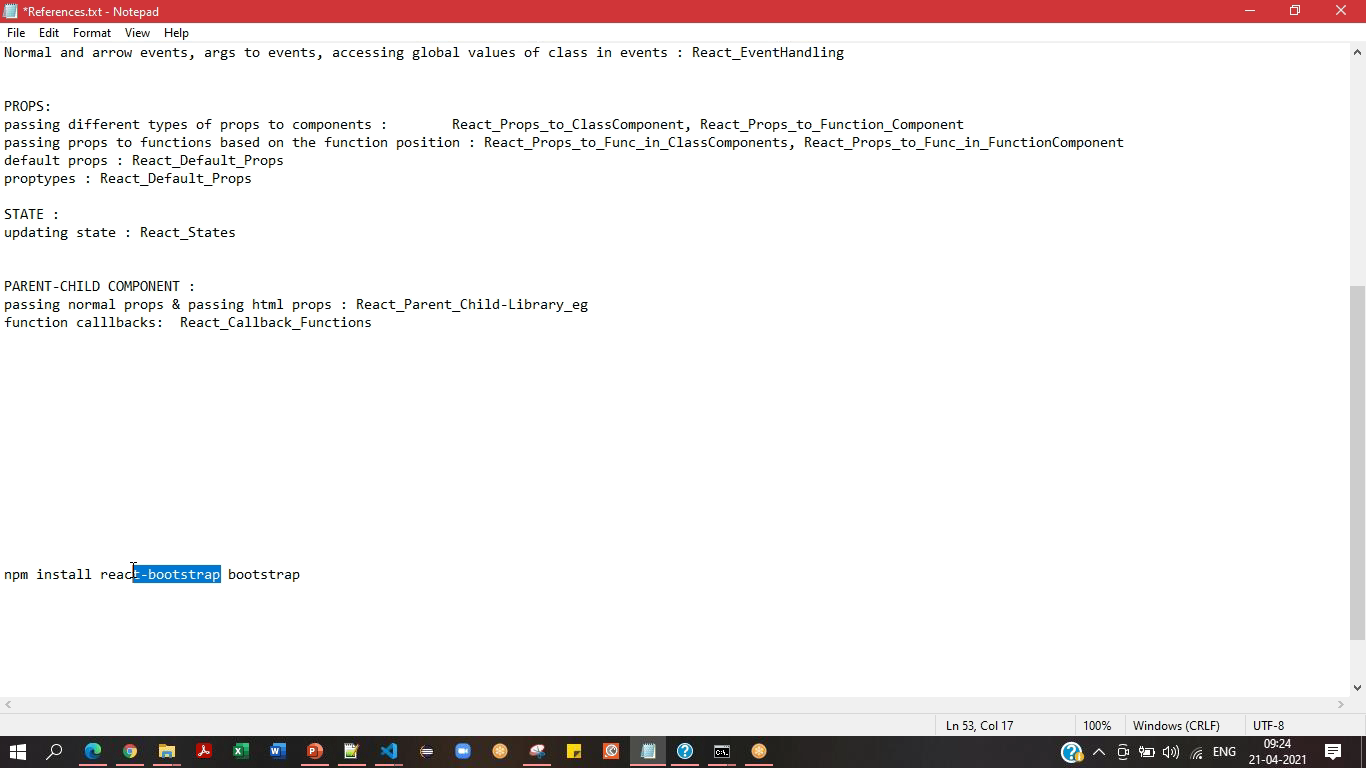 *References.txt - Notepad
File Edit Format View Help
Normal and arrow events, args to events, accessing global values of class in events : React_EventHandling
PROPS:
passing different types of props to components : React_Props_to_ClassComponent, React_Props_to_Function_Component
passing props to functions based on the function position : React_Props_to_Func_in_ClassComponents, React_Props_to_Func_in_FunctionComponent
default props : React_Default_Props
proptypes : React_Default_Props
STATE :
updating state : React_States
PARENT-CHILD COMPONENT :
passing normal props & passing html props : React_Parent_Child-Library_eg
function calllbacks: React_Callback_Functions
npm install react-bootstrap bootstrap
Ln 53, Col 17 100% Windows (CRLF) UTF-8
ENG
09:24
21-04-2021